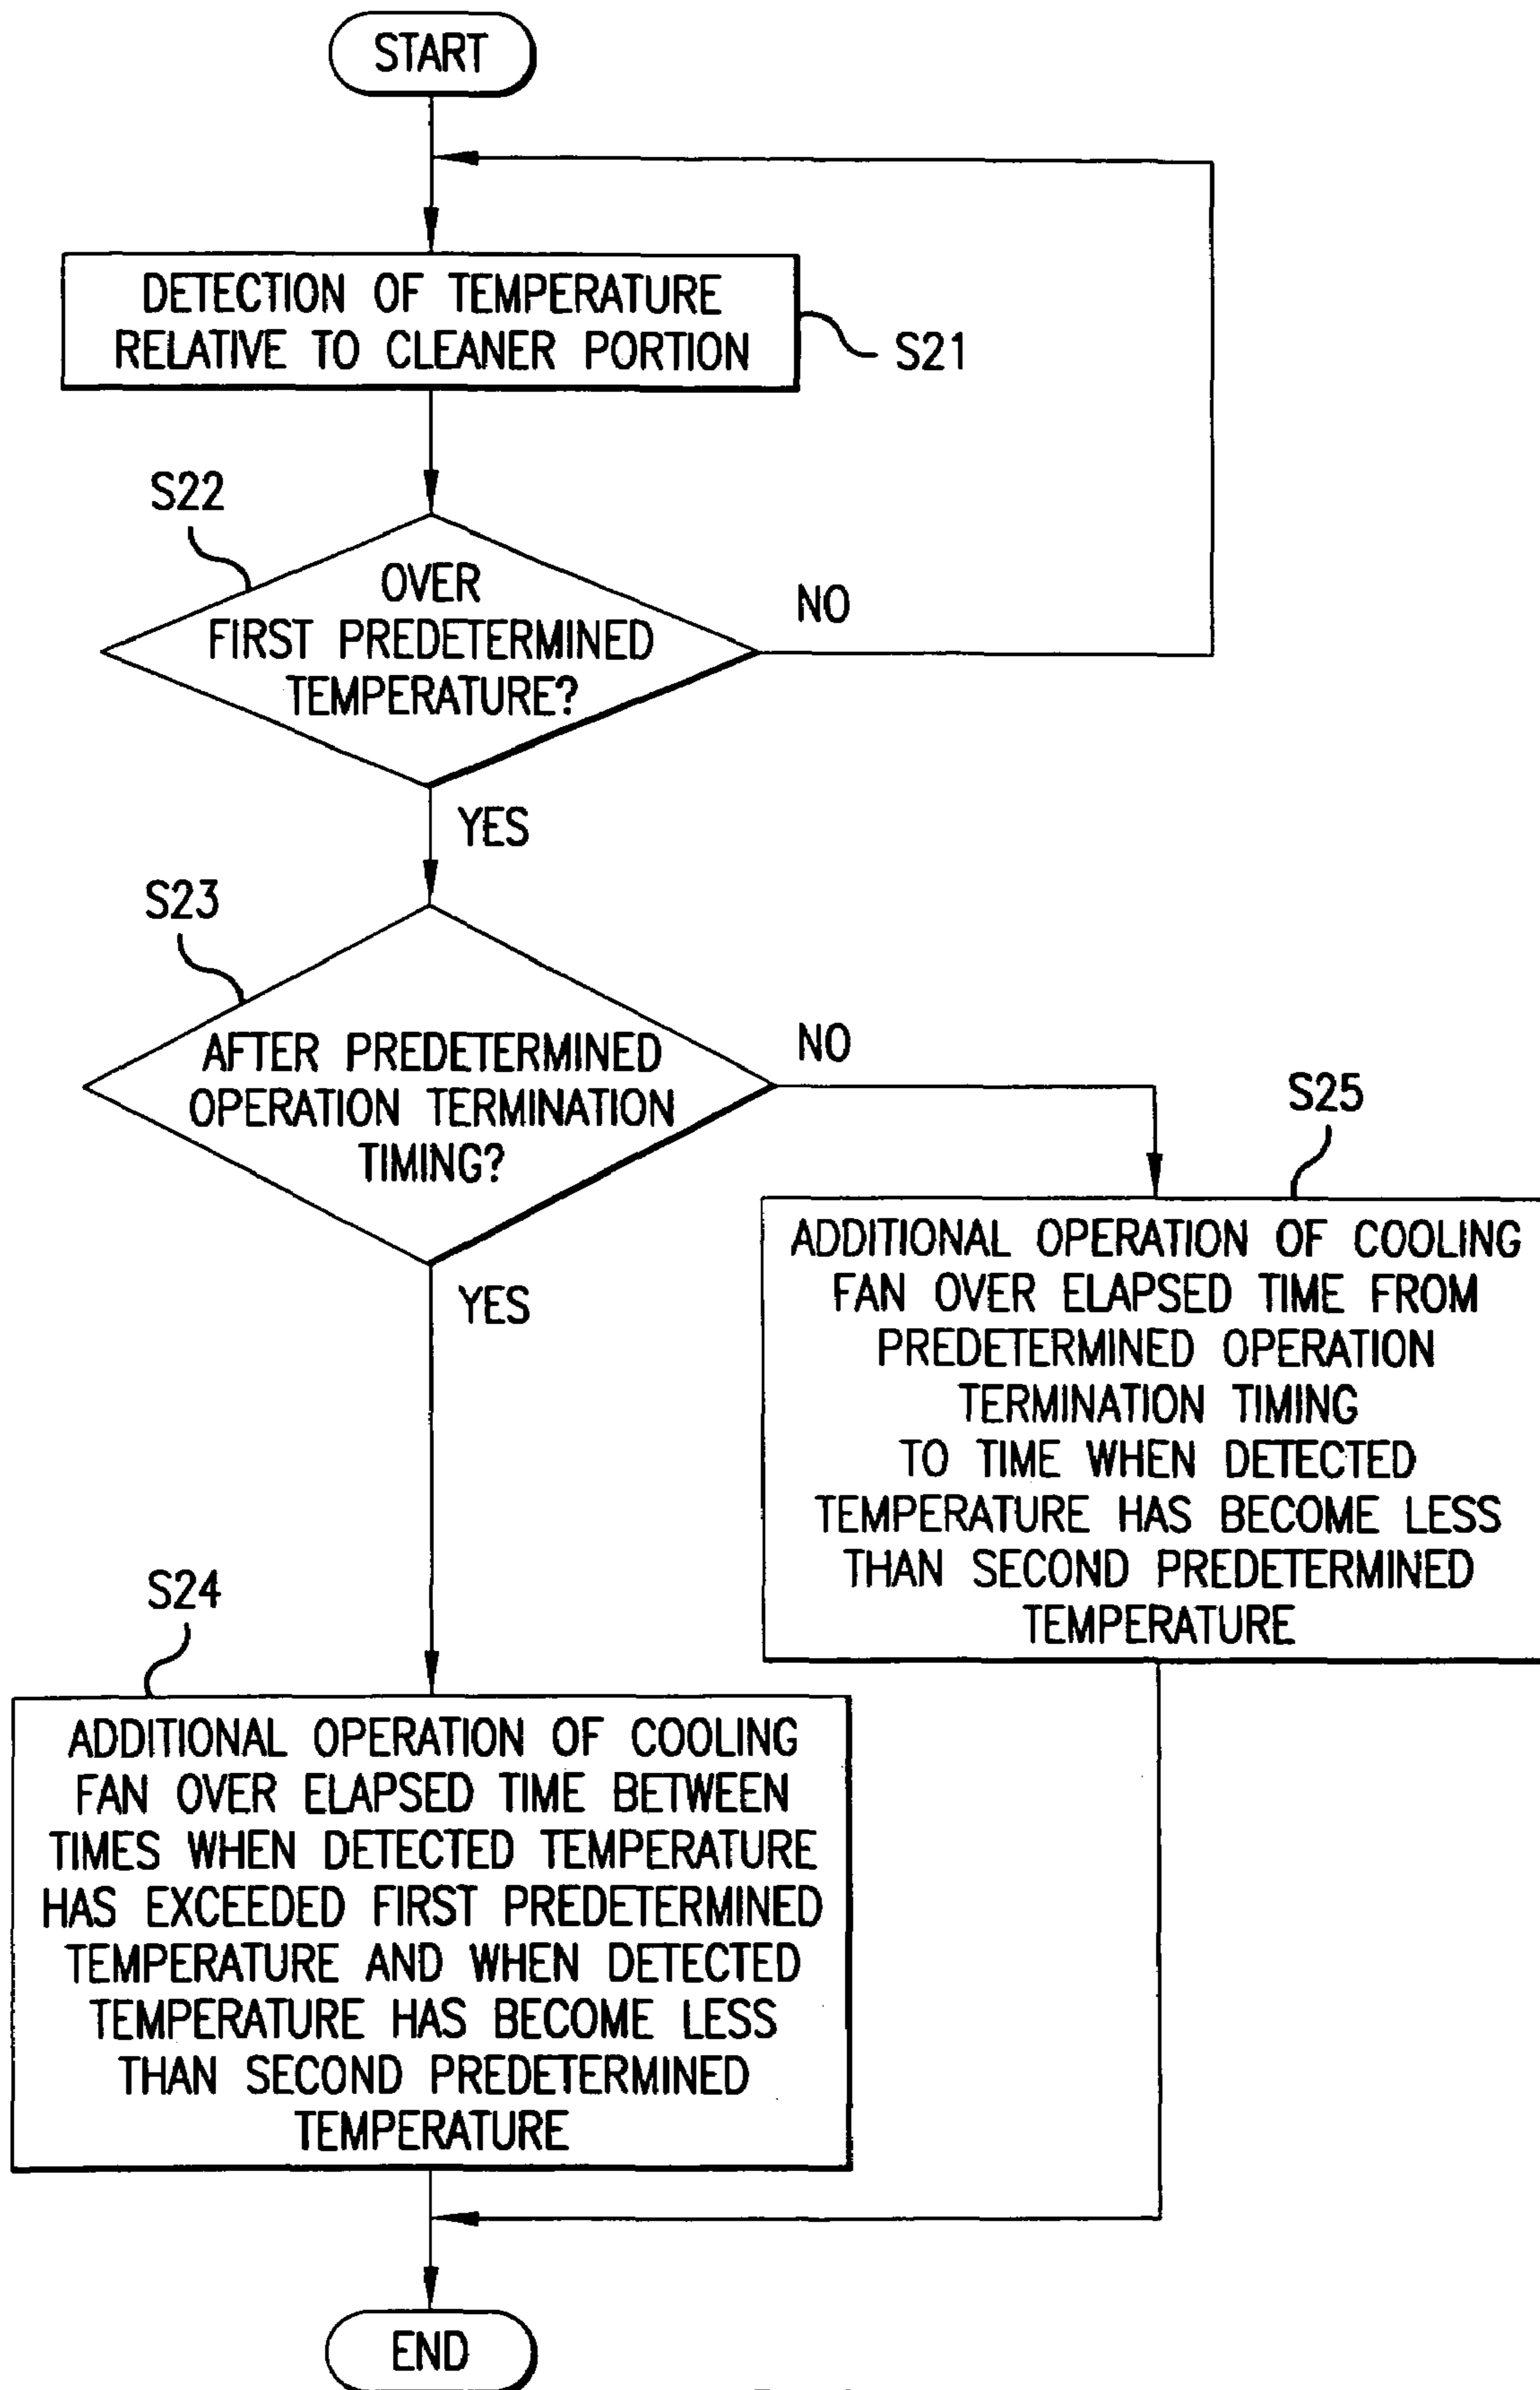 START
DETECTION OF TEMPERATURE
RELATIVE TO CLEANER PORTION
S21
S22
OVER
FIRST PREDETERMINED
TEMPERATURE?
NO
YES
S23
AFTER PREDETERMINED
OPERATION TERMINATION
TIMING?
NO
YES
S25
ADDITIONAL OPERATION OF COOLING
FAN OVER ELAPSED TIME FROM
PREDETERMINED OPERATION
TERMINATION TIMING
TO TIME WHEN DETECTED
TEMPERATURE HAS BECOME LESS
THAN SECOND PREDETERMINED
TEMPERATURE
S24
ADDITIONAL OPERATION OF COOLING
FAN OVER ELAPSED TIME BETWEEN
TIMES WHEN DETECTED TEMPERATURE
HAS EXCEEDED FIRST PREDETERMINED
TEMPERATURE AND WHEN DETECTED
TEMPERATURE HAS BECOME LESS
THAN SECOND PREDETERMINED
TEMPERATURE
END